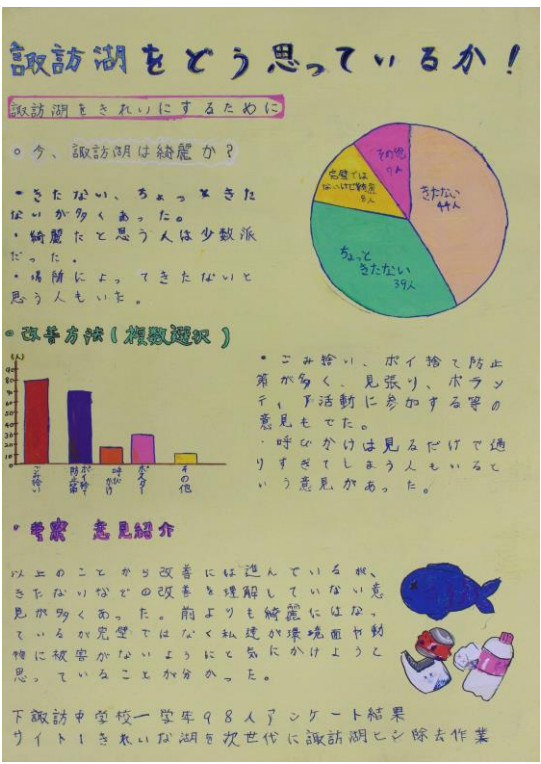 諏訪湖をどう思っているか!
諏訪湖をきれいにするために
。今、諏訪湖は綺麗か?
・きたない、ちょっときた
ないが多くあった。
・綺麗だと思う人は少数派
だった。
・場所によってきたないと
思う人もいた。
きたない
44人
ちょっと
きたない
39人
完璧では
ないけど綺麗
8人
その他
7人
・改善方法(複数選択)
(人)
90
80
70
60
50
40
30
20
10
ごみ拾い
ポイ捨て
防止策
呼び
かけ
ポスター
その他
・ごみ拾い、ポイ捨て防止
策が多く、見張り、ボラン
ティア活動に参加する等の
意見もでた。
・呼びかけは見るだけで通
りすぎてしまう人もいると
いう意見があった。
・考察 意見紹介
以上のことから改善には進んでいるが、
きたないなどの改善を理解していない意
見が多くあった。前よりも綺麗にはなっ
ているが完璧ではなく私達が環境面や動
物に被害がないようにと気にかけようと
思っていることが分かった。
下諏訪中学校一学年98人アンケート結果
サイト1きれいな湖を次世代に諏訪湖ヒシ除去作業